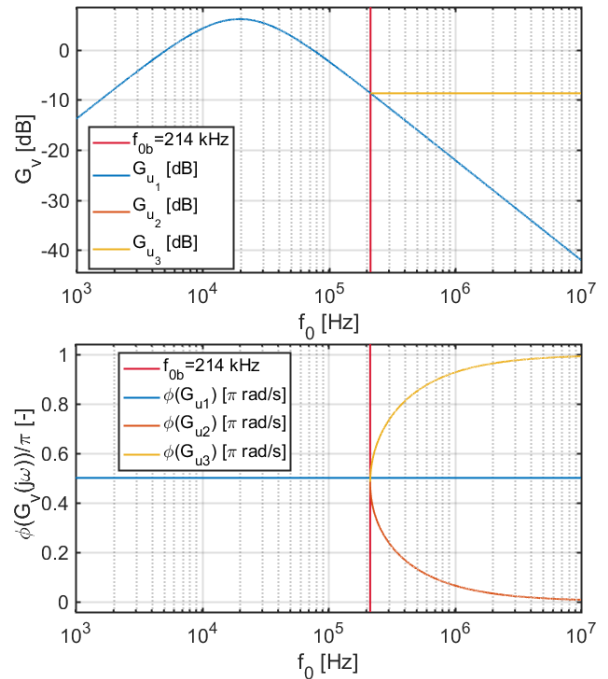 0
-10
-20
-30
-40
G_v [dB]
f_0b=214 kHz
G_u_1 [dB]
G_u_2 [dB]
G_u_3 [dB]
10^3 10^4 10^5 10^6 10^7
f_0 [Hz]
1
0.8
0.6
0.4
0.2
0
ϕ(G_v(jω))/π [-]
f_0b=214 kHz
ϕ(G_u1) [π rad/s]
ϕ(G_u2) [π rad/s]
ϕ(G_u3) [π rad/s]
10^3 10^4 10^5 10^6 10^7
f_0 [Hz]